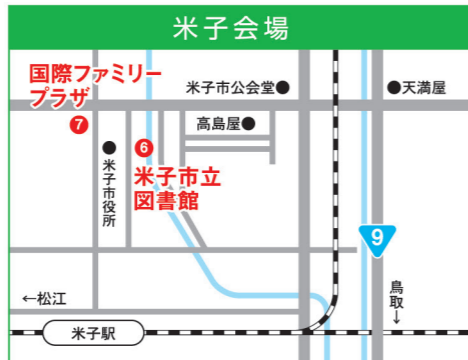 米子会場
国際ファミリー
プラザ
米子市公会堂
天満屋
7
高島屋
6
米子市役所
米子市立
図書館
9
←松江
鳥取→
米子駅